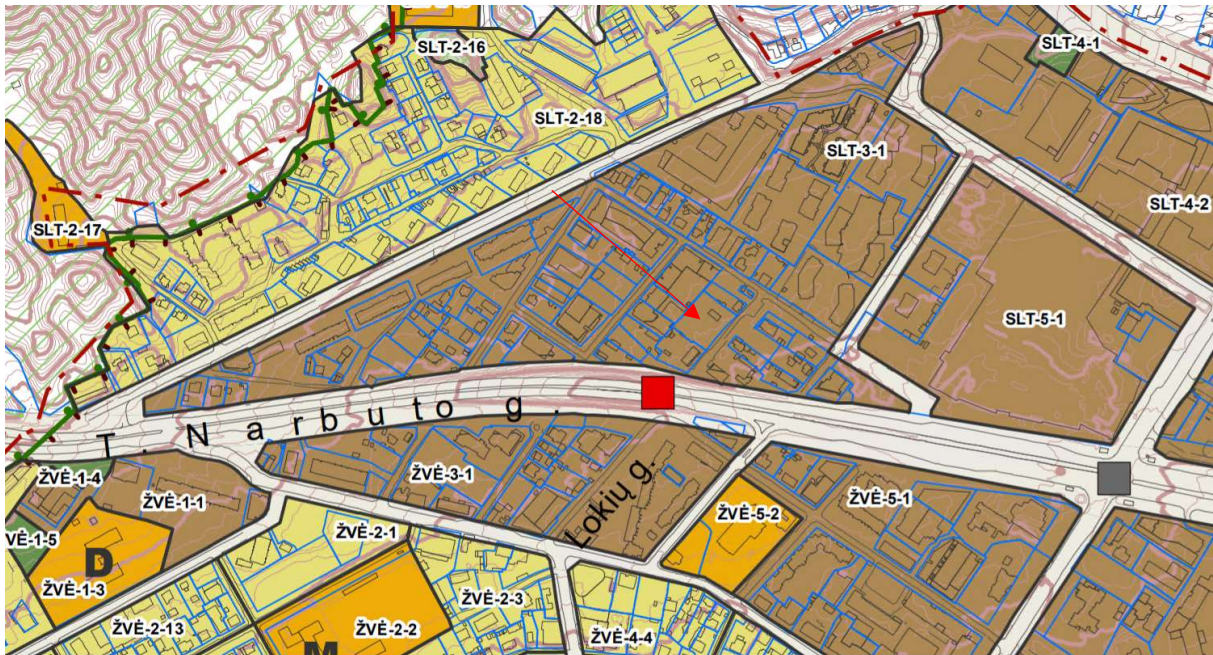 SLT-2-16
SLT-4-1
SLT-2-18
SLT-3-1
SLT-4-2
SLT-2-17
SLT-5-1
T. Narbuto g.
ŽVĖ-1-4
ŽVĖ-3-1
ŽVĖ-1-1
ŽVĖ-5-1
Lokių g.
ŽVĖ-5-2
ŽVĖ-2-1
VĖ-1-5
D
ŽVĖ-1-3
ŽVĖ-2-3
ŽVĖ-2-13
ŽVĖ-2-2
ŽVĖ-4-4
M